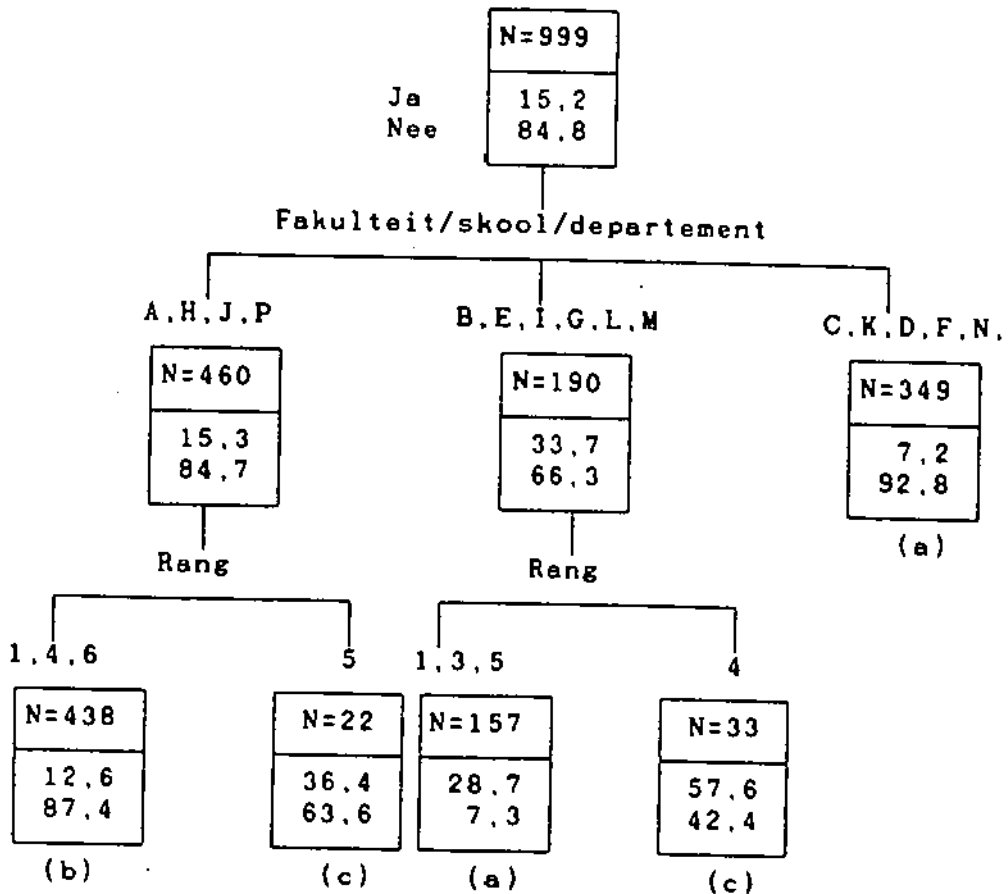 N=999
Ja 15,2
Nee 84,8
Fakulteit/skool/departement
A,H,J,P B,E,I,G,L,M C,K,D,F,N,
N=460 N=190 N=349
15,3 33,7 7,2
84,7 66,3 92,8
(a)
Rang Rang
1,4,6 5 1,3,5 4
N=438 N=22 N=157 N=33
12,6 36,4 28,7 57,6
87,4 63,6 7,3 42,4
(b) (c) (a) (c)